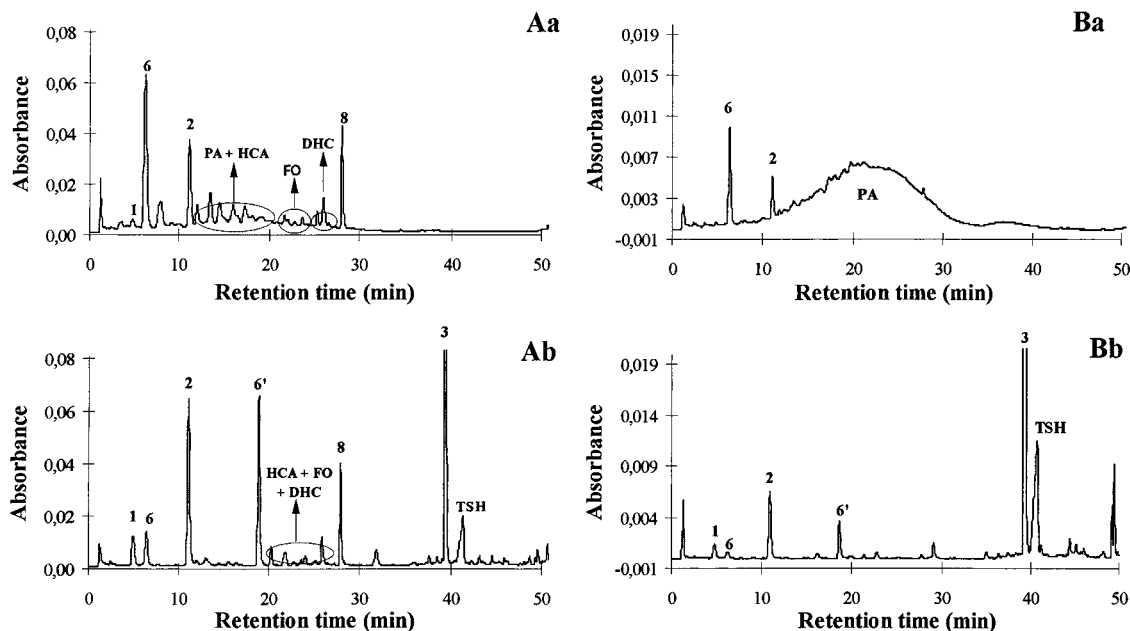 Aa
0,08
0,06
0,04
0,02
0,00
Absorbance
6
1
2
PA + HCA
FO
DHC
8
0 10 20 30 40 50
Retention time (min)
Ba
0,019
0,015
0,011
0,007
0,003
-0,001
Absorbance
6
2
PA
0 10 20 30 40 50
Retention time (min)
Ab
0,08
0,06
0,04
0,02
0,00
Absorbance
1
6
2
6'
HCA + FO
+ DHC
8
3
TSH
0 10 20 30 40 50
Retention time (min)
Bb
0,019
0,014
0,009
0,004
-0,001
Absorbance
1
6
2
6'
3
TSH
0 10 20 30 40 50
Retention time (min)